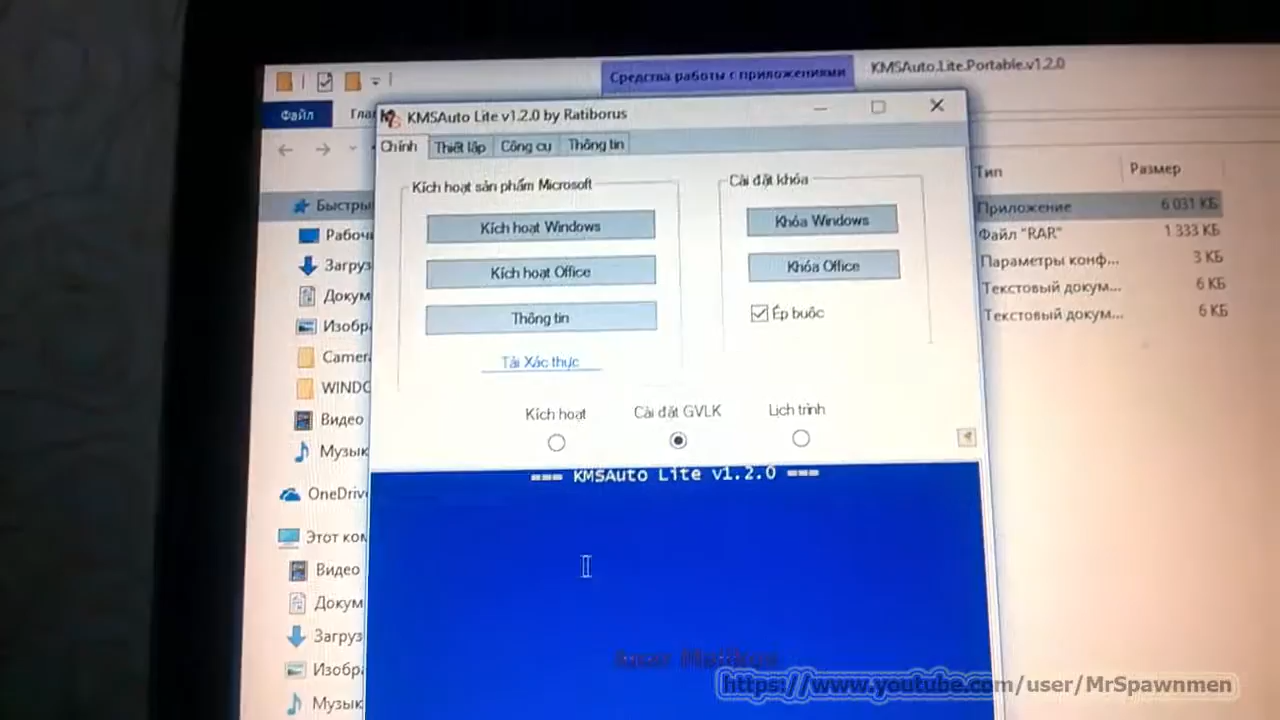 Средства работы с приложениями
KMSAuto.Lite.Portable.v1.2.0
Файл
KMSAuto Lite v1.2.0 by Ratiborus
Chính
Thiết lập
Công cụ
Thông tin
Kích hoạt sản phẩm Microsoft
Kích hoạt Windows
Kích hoạt Office
Thông tin
Tải Xác thực
Cài đặt khóa
Khóa Windows
Khóa Office
Ép buộc
Kích hoạt
Cài đặt GVLK
Lịch trình
=== KMSAuto Lite v1.2.0 ===
Тип
Размер
Приложение
6 031 КБ
Файл "RAR"
1 333 КБ
Параметры конф...
3 КБ
Текстовый докум...
6 КБ
Текстовый докум...
6 КБ
Быстры
Рабоч
Загруз
Докум
Изобр
Camer
WINDO
Видео
Музык
OneDriv
Этот ком
Видео
Докум
Загруз
Изобра
Музык
https://www.youtube.com/user/MrSpawnmen